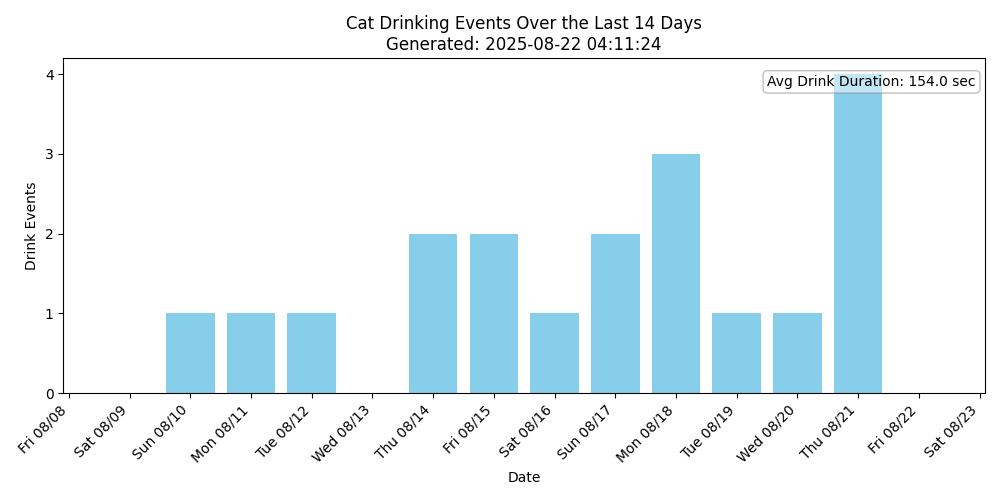 Cat Drinking Events Over the Last 14 Days
Generated: 2025-08-22 04:11:24
Avg Drink Duration: 154.0 sec
Drink Events
4
3
2
1
0
Fri 08/08
Sat 08/09
Sun 08/10
Mon 08/11
Tue 08/12
Wed 08/13
Thu 08/14
Fri 08/15
Sat 08/16
Sun 08/17
Mon 08/18
Tue 08/19
Wed 08/20
Thu 08/21
Fri 08/22
Sat 08/23
Date